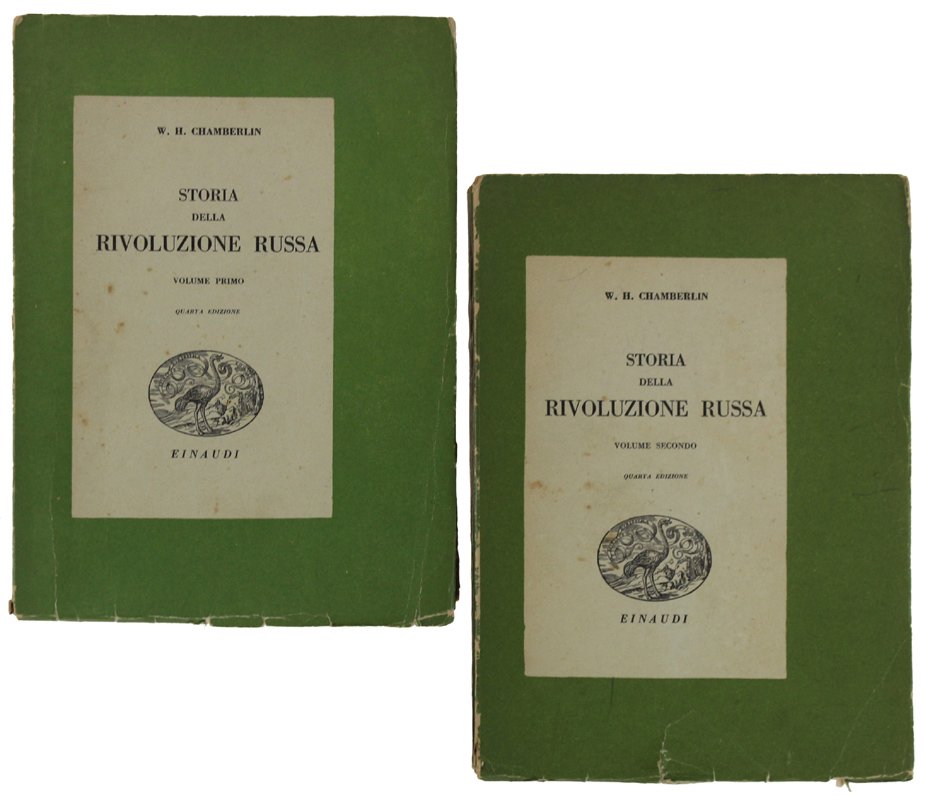 W. H. CHAMBERLIN
STORIA
DELLA
RIVOLUZIONE RUSSA
VOLUME PRIMO
QUARTA EDIZIONE
EINAUDI
W. H. CHAMBERLIN
STORIA
DELLA
RIVOLUZIONE RUSSA
VOLUME SECONDO
QUARTA EDIZIONE
EINAUDI